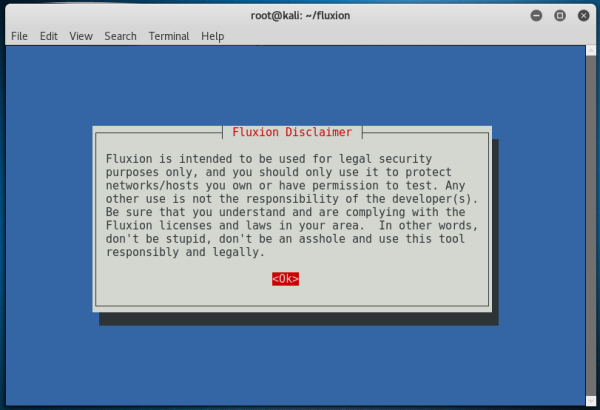 root@kali: ~/fluxion
File Edit View Search Terminal Help
Fluxion Disclaimer
Fluxion is intended to be used for legal security
purposes only, and you should only use it to protect
networks/hosts you own or have permission to test. Any
other use is not the responsibility of the developer(s).
Be sure that you understand and are complying with the
Fluxion licenses and laws in your area.  In other words,
don't be stupid, don't be an asshole and use this tool
responsibly and legally.
<Ok>